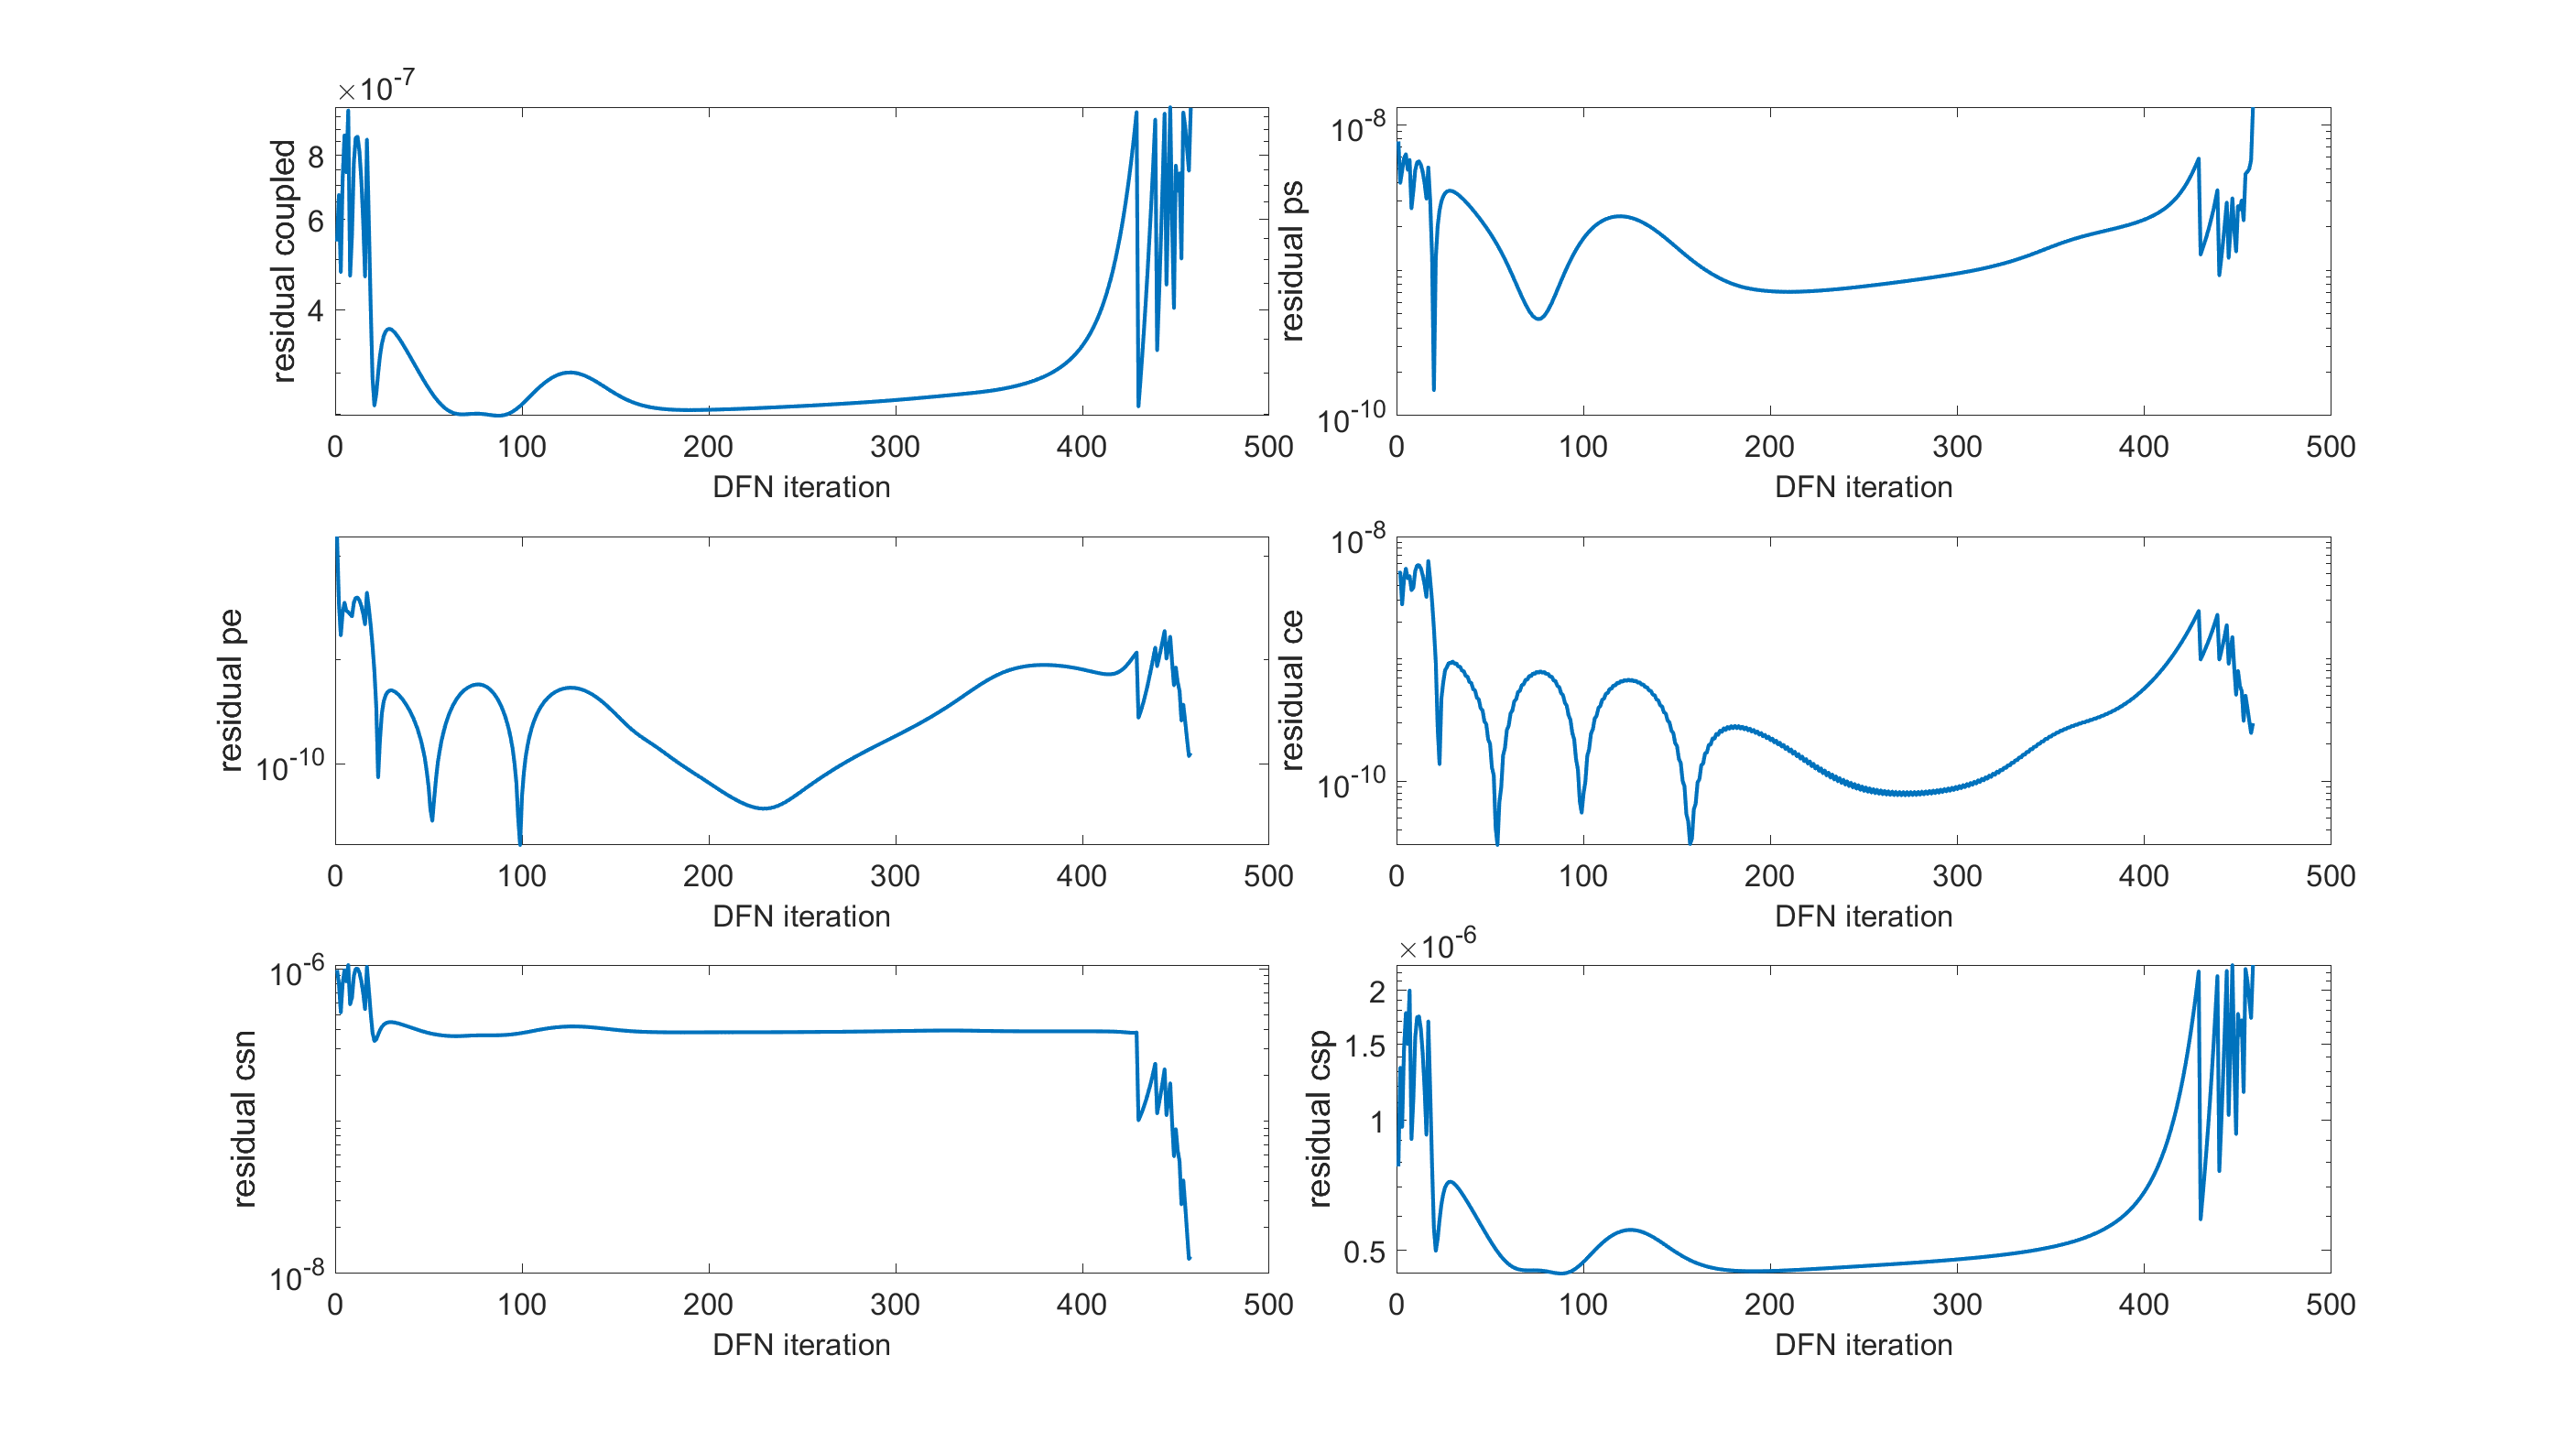 ×10-7
8
6
4
residual coupled
0 100 200 300 400 500
DFN iteration
10-8
10-10
residual ps
0 100 200 300 400 500
DFN iteration
10-10
residual pe
0 100 200 300 400 500
DFN iteration
10-8
10-10
residual ce
0 100 200 300 400 500
DFN iteration
10-6
10-8
residual csn
0 100 200 300 400 500
DFN iteration
×10-6
2
1.5
1
0.5
residual csp
0 100 200 300 400 500
DFN iteration